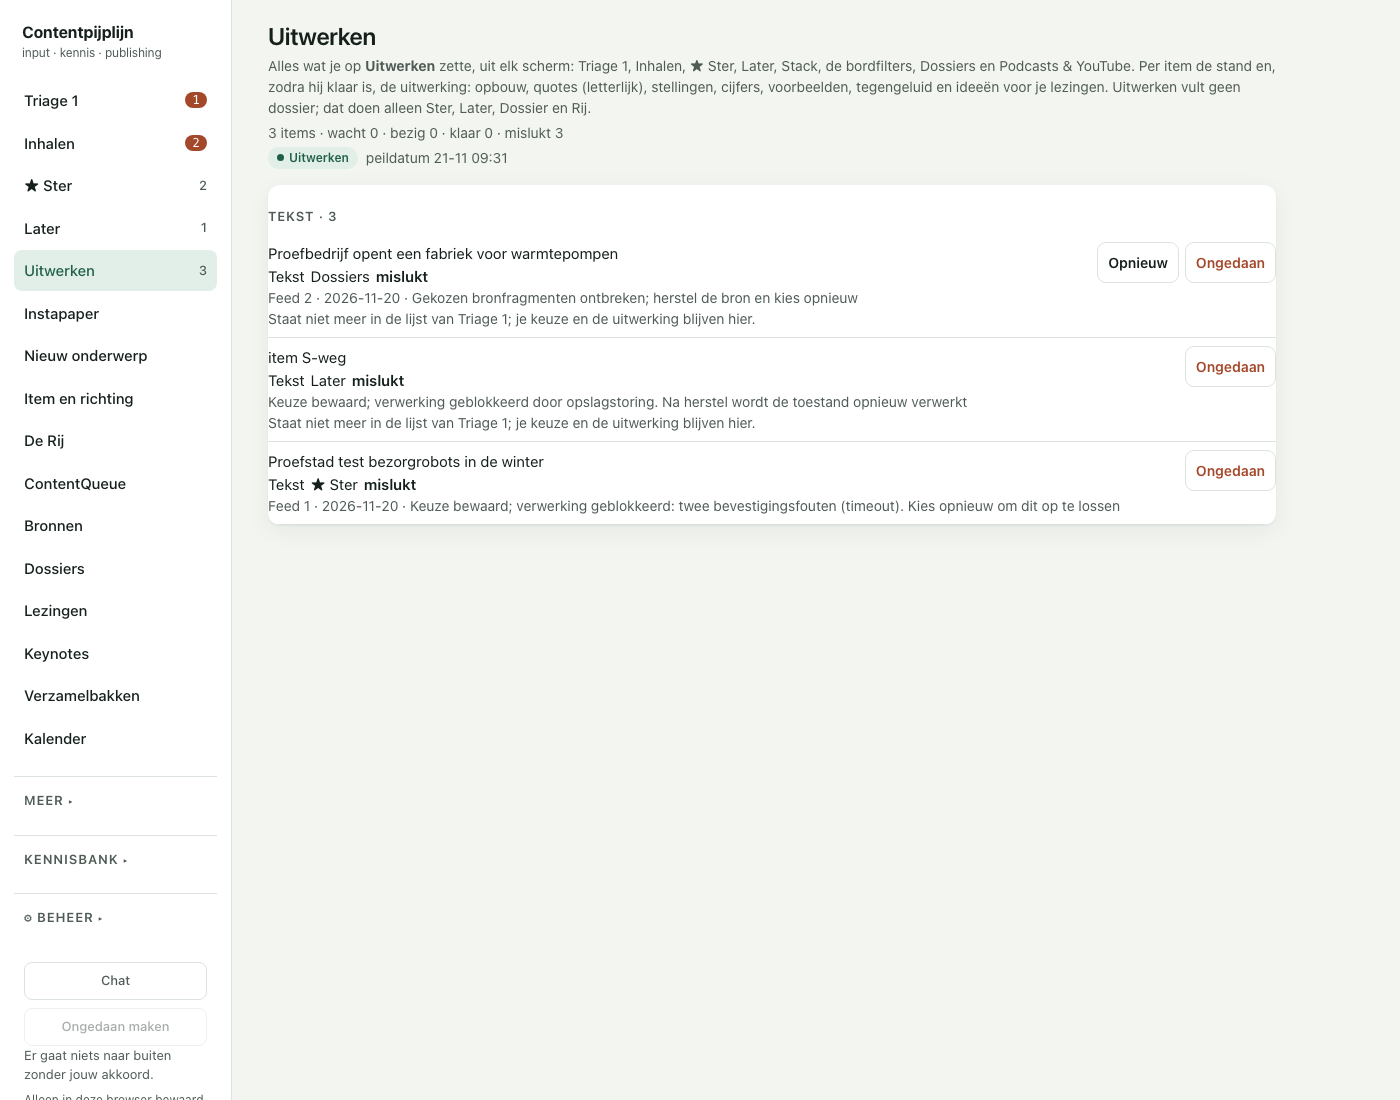 Contentpijplijn
input · kennis · publishing
Triage 1 1
Inhalen 2
★ Ster 2
Later 1
Uitwerken 3
Instapaper
Nieuw onderwerp
Item en richting
De Rij
ContentQueue
Bronnen
Dossiers
Lezingen
Keynotes
Verzamelbakken
Kalender
MEER ▸
KENNISBANK ▸
⚙ BEHEER ▸
Chat
Ongedaan maken
Er gaat niets naar buiten
zonder jouw akkoord.
Alleen in deze browser bewaard
Uitwerken
Alles wat je op Uitwerken zette, uit elk scherm: Triage 1, Inhalen, ★ Ster, Later, Stack, de bordfilters, Dossiers en Podcasts & YouTube. Per item de stand en,
zodra hij klaar is, de uitwerking: opbouw, quotes (letterlijk), stellingen, cijfers, voorbeelden, tegengeluid en ideeën voor je lezingen. Uitwerken vult geen
dossier; dat doen alleen Ster, Later, Dossier en Rij.
3 items · wacht 0 · bezig 0 · klaar 0 · mislukt 3
● Uitwerken peildatum 21-11 09:31
TEKST · 3
Proefbedrijf opent een fabriek voor warmtepompen
Tekst Dossiers mislukt
Feed 2 · 2026-11-20 · Gekozen bronfragmenten ontbreken; herstel de bron en kies opnieuw
Staat niet meer in de lijst van Triage 1; je keuze en de uitwerking blijven hier.
Opnieuw Ongedaan
item S-weg
Tekst Later mislukt
Keuze bewaard; verwerking geblokkeerd door opslagstoring. Na herstel wordt de toestand opnieuw verwerkt
Staat niet meer in de lijst van Triage 1; je keuze en de uitwerking blijven hier.
Ongedaan
Proefstad test bezorgrobots in de winter
Tekst ★ Ster mislukt
Feed 1 · 2026-11-20 · Keuze bewaard; verwerking geblokkeerd: twee bevestigingsfouten (timeout). Kies opnieuw om dit op te lossen
Ongedaan